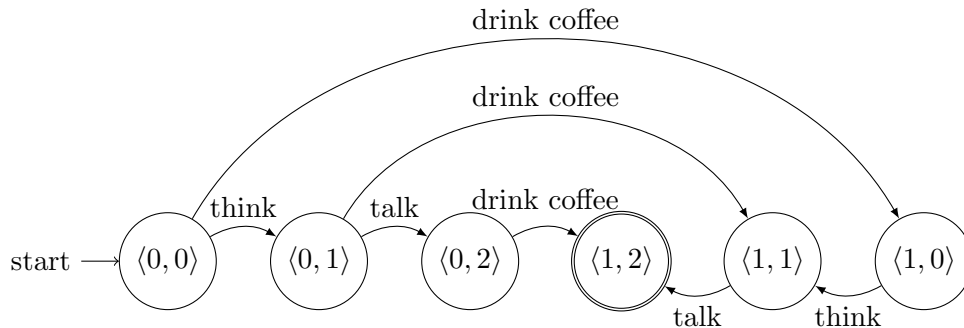 drink coffee
drink coffee
think talk drink coffee
start ⟨0, 0⟩ ⟨0, 1⟩ ⟨0, 2⟩ ⟨1, 2⟩ ⟨1, 1⟩ ⟨1, 0⟩
talk think